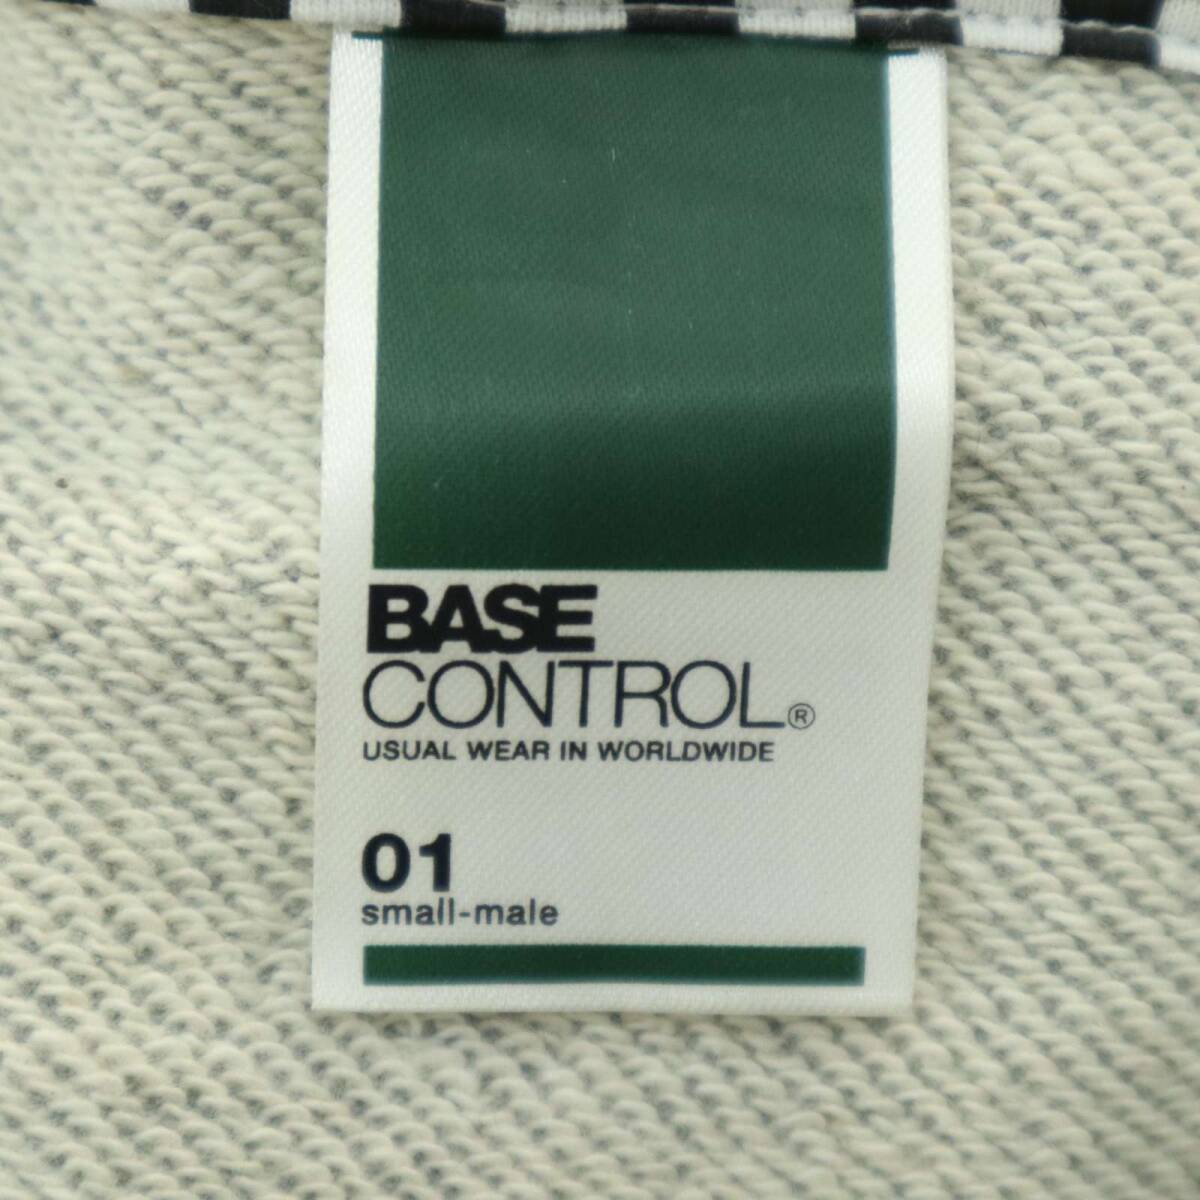 BASE
CONTROL®
USUAL WEAR IN WORLDWIDE
01
small-male